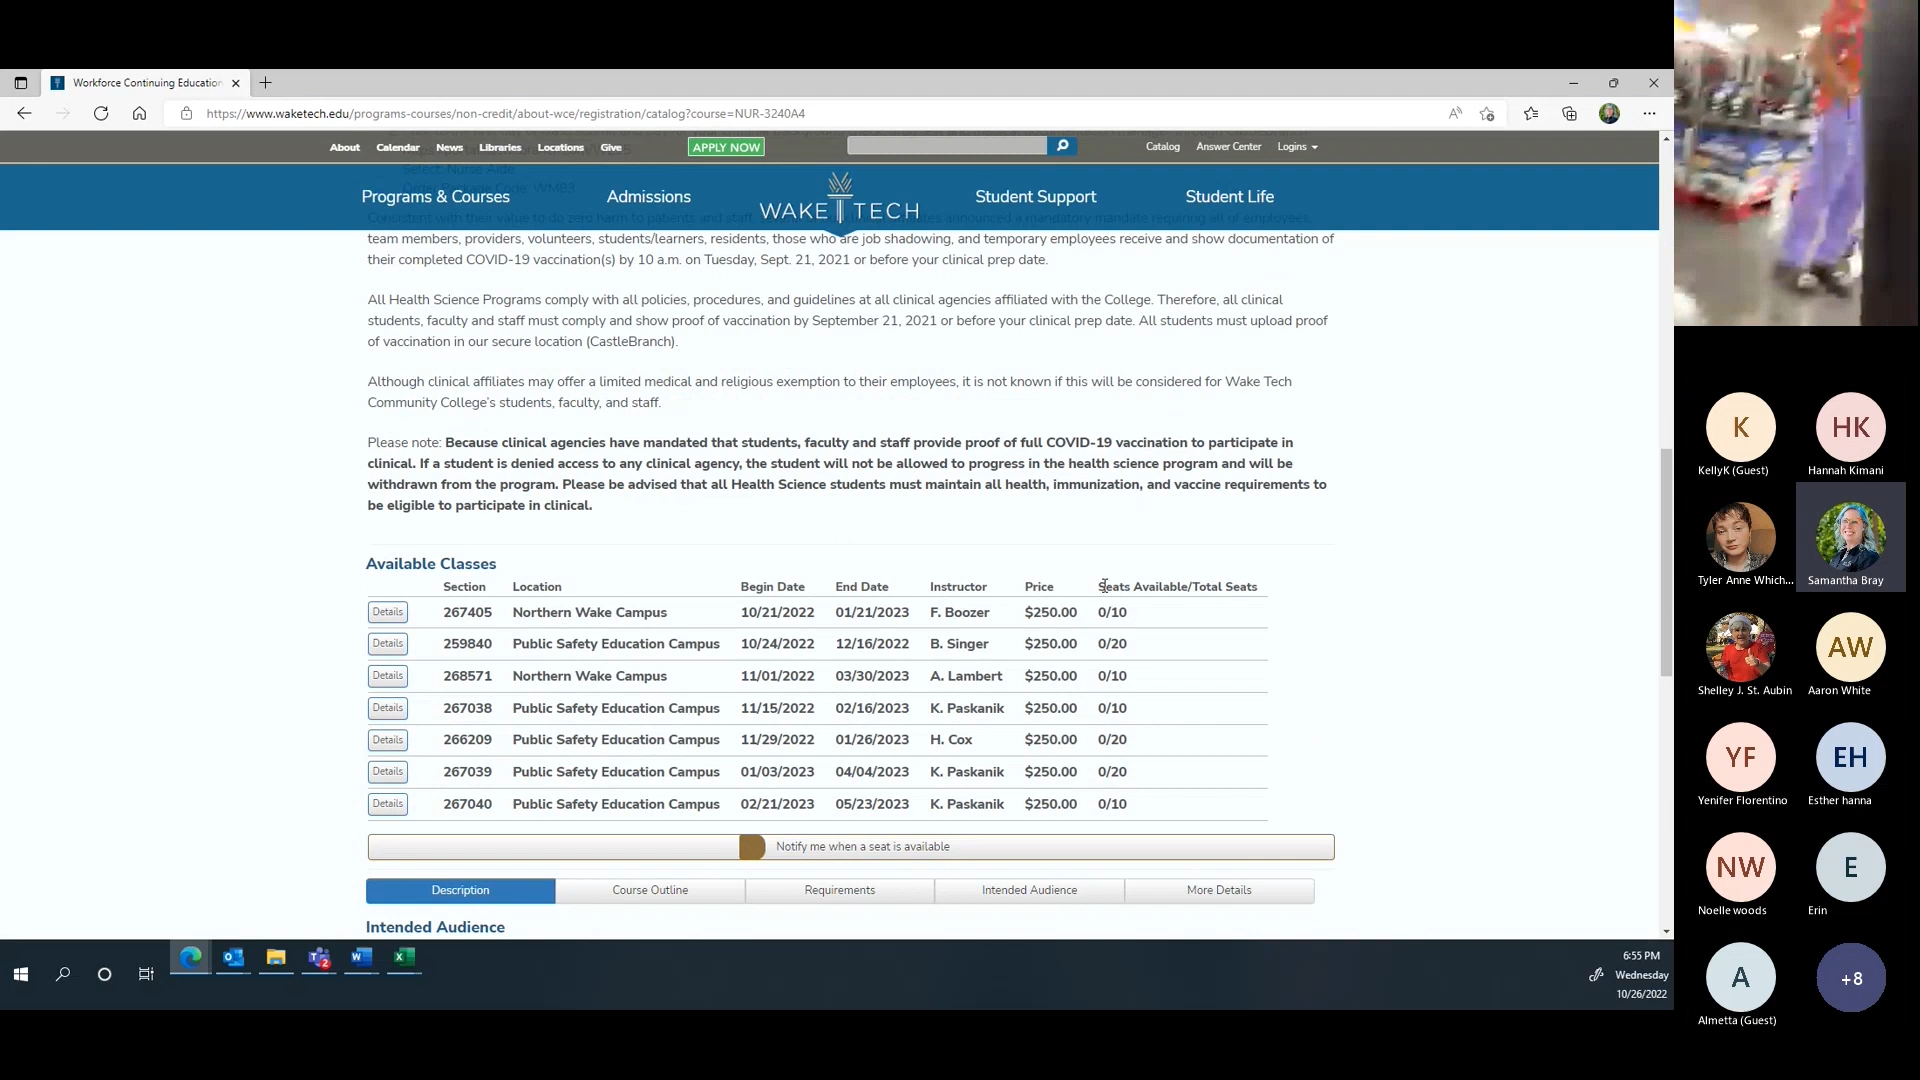 Workforce Continuing Education
https://www.waketech.edu/programs-courses/non-credit/about-wce/registration/catalog?course=NUR-3240A4
About Calendar News Libraries Locations Give APPLY NOW Catalog Answer Center Logins
Select: Nurse Aide
Programs & Courses Admissions WAKE TECH Student Support Student Life
team members, providers, volunteers, students/learners, residents, those who are job shadowing, and temporary employees receive and show documentation of
their completed COVID-19 vaccination(s) by 10 a.m. on Tuesday, Sept. 21, 2021 or before your clinical prep date.
All Health Science Programs comply with all policies, procedures, and guidelines at all clinical agencies affiliated with the College. Therefore, all clinical
students, faculty and staff must comply and show proof of vaccination by September 21, 2021 or before your clinical prep date. All students must upload proof
of vaccination in our secure location (CastleBranch).
Although clinical affiliates may offer a limited medical and religious exemption to their employees, it is not known if this will be considered for Wake Tech
Community College's students, faculty, and staff.
Please note: Because clinical agencies have mandated that students, faculty and staff provide proof of full COVID-19 vaccination to participate in
clinical. If a student is denied access to any clinical agency, the student will not be allowed to progress in the health science program and will be
withdrawn from the program. Please be advised that all Health Science students must maintain all health, immunization, and vaccine requirements to
be eligible to participate in clinical.
Available Classes
Section Location Begin Date End Date Instructor Price Seats Available/Total Seats
Details 267405 Northern Wake Campus 10/21/2022 01/21/2023 F. Boozer $250.00 0/10
Details 259840 Public Safety Education Campus 10/24/2022 12/16/2022 B. Singer $250.00 0/20
Details 268571 Northern Wake Campus 11/01/2022 03/30/2023 A. Lambert $250.00 0/10
Details 267038 Public Safety Education Campus 11/15/2022 02/16/2023 K. Paskanik $250.00 0/10
Details 266209 Public Safety Education Campus 11/29/2022 01/26/2023 H. Cox $250.00 0/20
Details 267039 Public Safety Education Campus 01/03/2023 04/04/2023 K. Paskanik $250.00 0/20
Details 267040 Public Safety Education Campus 02/21/2023 05/23/2023 K. Paskanik $250.00 0/10
Notify me when a seat is available
Description Course Outline Requirements Intended Audience More Details
Intended Audience
6:55 PM
Wednesday
10/26/2022
K HK
KellyK (Guest) Hannah Kimani
Tyler Anne Which... Samantha Bray
AW
Shelley J. St. Aubin Aaron White
YF EH
Yenifer Florentino Esther hanna
NW E
Noelle woods Erin
A +8
Almetta (Guest)